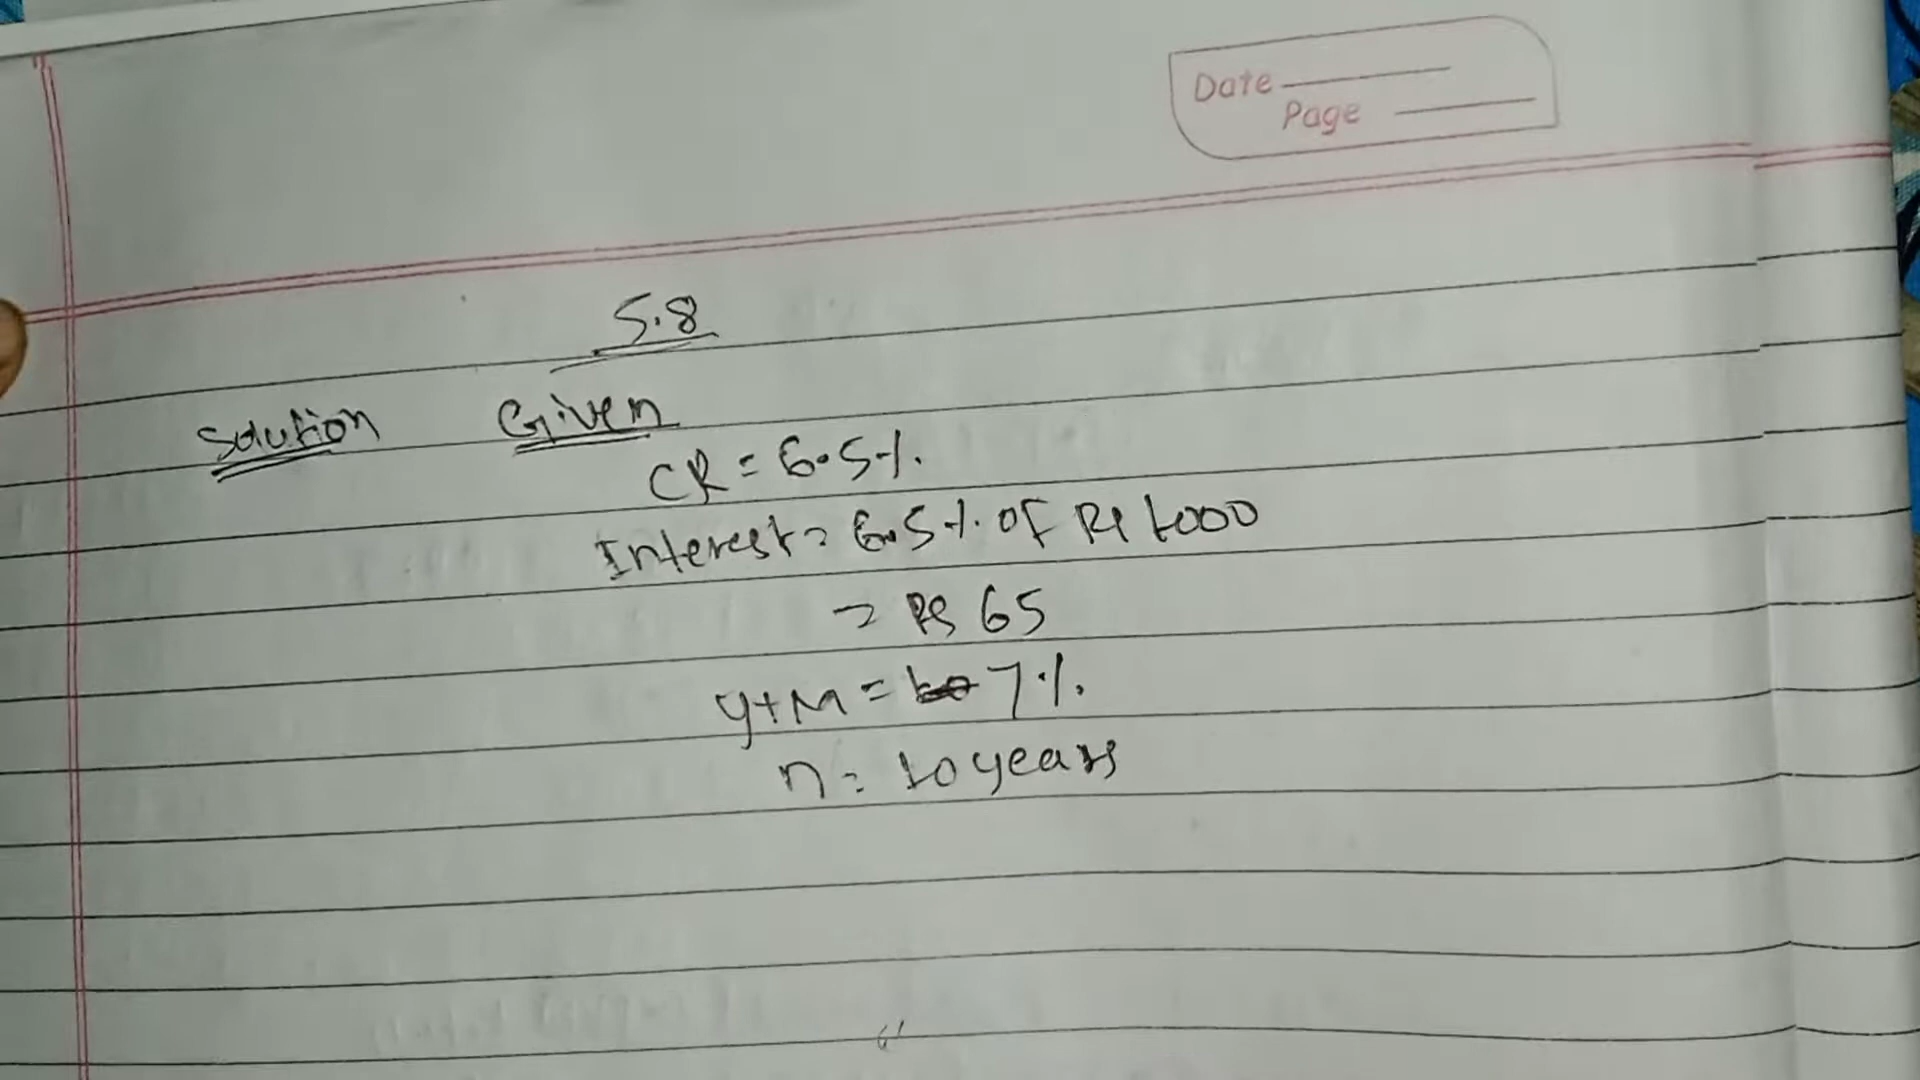 Date
Page
5.8
Solution Given
CR = 6.5%.
Interest = 6.5%. of Rs 1000
= RS 65
YTM = 7%.
n = 10 years